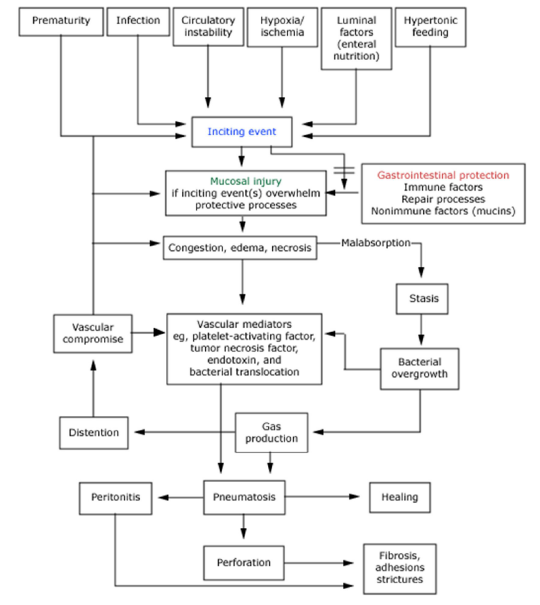 Prematurity
Infection
Circulatory
instability
Hypoxia/
ischemia
Luminal
factors
(enteral
nutrition)
Hypertonic
feeding
Inciting event
Mucosal injury
if inciting event(s) overwhelm
protective processes
Gastrointestinal protection
Immune factors
Repair processes
Nonimmune factors (mucins)
Congestion, edema, necrosis
Malabsorption
Stasis
Vascular
compromise
Vascular mediators
eg, platelet-activating factor,
tumor necrosis factor,
endotoxin, and
bacterial translocation
Bacterial
overgrowth
Distention
Gas
production
Peritonitis
Pneumatosis
Healing
Perforation
Fibrosis,
adhesions
strictures